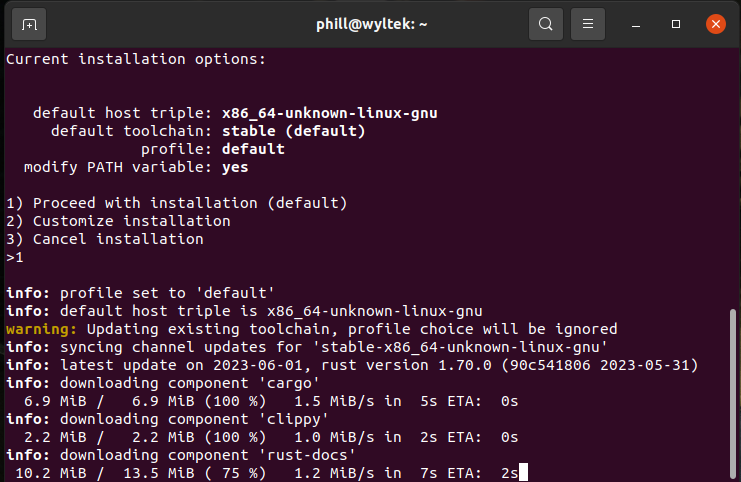 phill@wyltek: ~
Current installation options:
default host triple: x86_64-unknown-linux-gnu
default toolchain: stable (default)
profile: default
modify PATH variable: yes
1) Proceed with installation (default)
2) Customize installation
3) Cancel installation
>1
info: profile set to 'default'
info: default host triple is x86_64-unknown-linux-gnu
warning: Updating existing toolchain, profile choice will be ignored
info: syncing channel updates for 'stable-x86_64-unknown-linux-gnu'
info: latest update on 2023-06-01, rust version 1.70.0 (90c541806 2023-05-31)
info: downloading component 'cargo'
6.9 MiB /   6.9 MiB (100 %)   1.5 MiB/s in  5s ETA:  0s
info: downloading component 'clippy'
2.2 MiB /   2.2 MiB (100 %)   1.0 MiB/s in  2s ETA:  0s
info: downloading component 'rust-docs'
10.2 MiB /  13.5 MiB ( 75 %)   1.2 MiB/s in  7s ETA:  2s